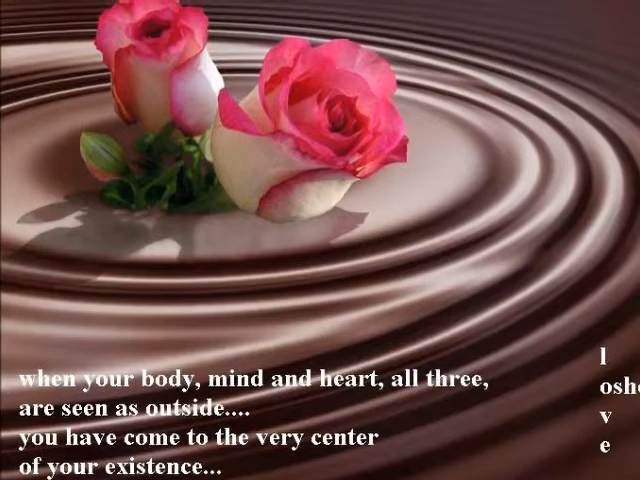 when your body, mind and heart, all three,
are seen as outside....
you have come to the very center
of your existence...
l
osh
v
e